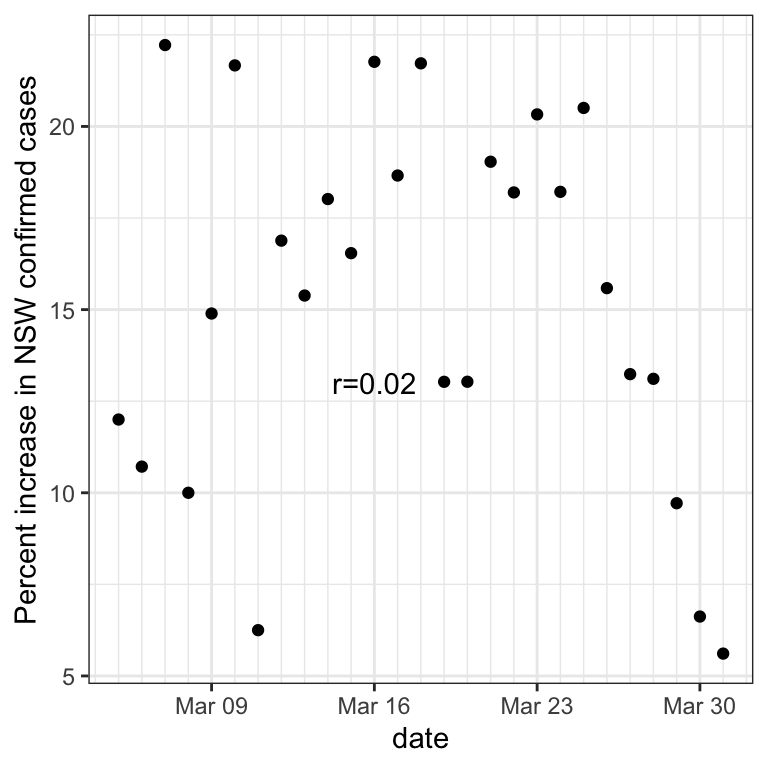 Percent increase in NSW confirmed cases
20
15
10
5
r=0.02
Mar 09
Mar 16
Mar 23
Mar 30
date